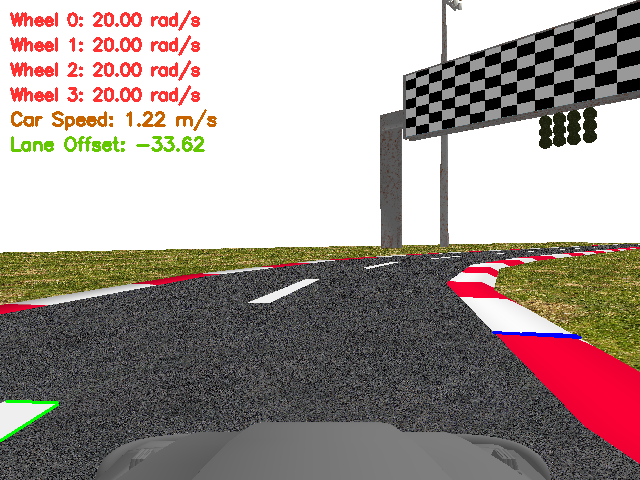 Wheel 0: 20.00 rad/s
Wheel 1: 20.00 rad/s
Wheel 2: 20.00 rad/s
Wheel 3: 20.00 rad/s
Car Speed: 1.22 m/s
Lane Offset: -33.62